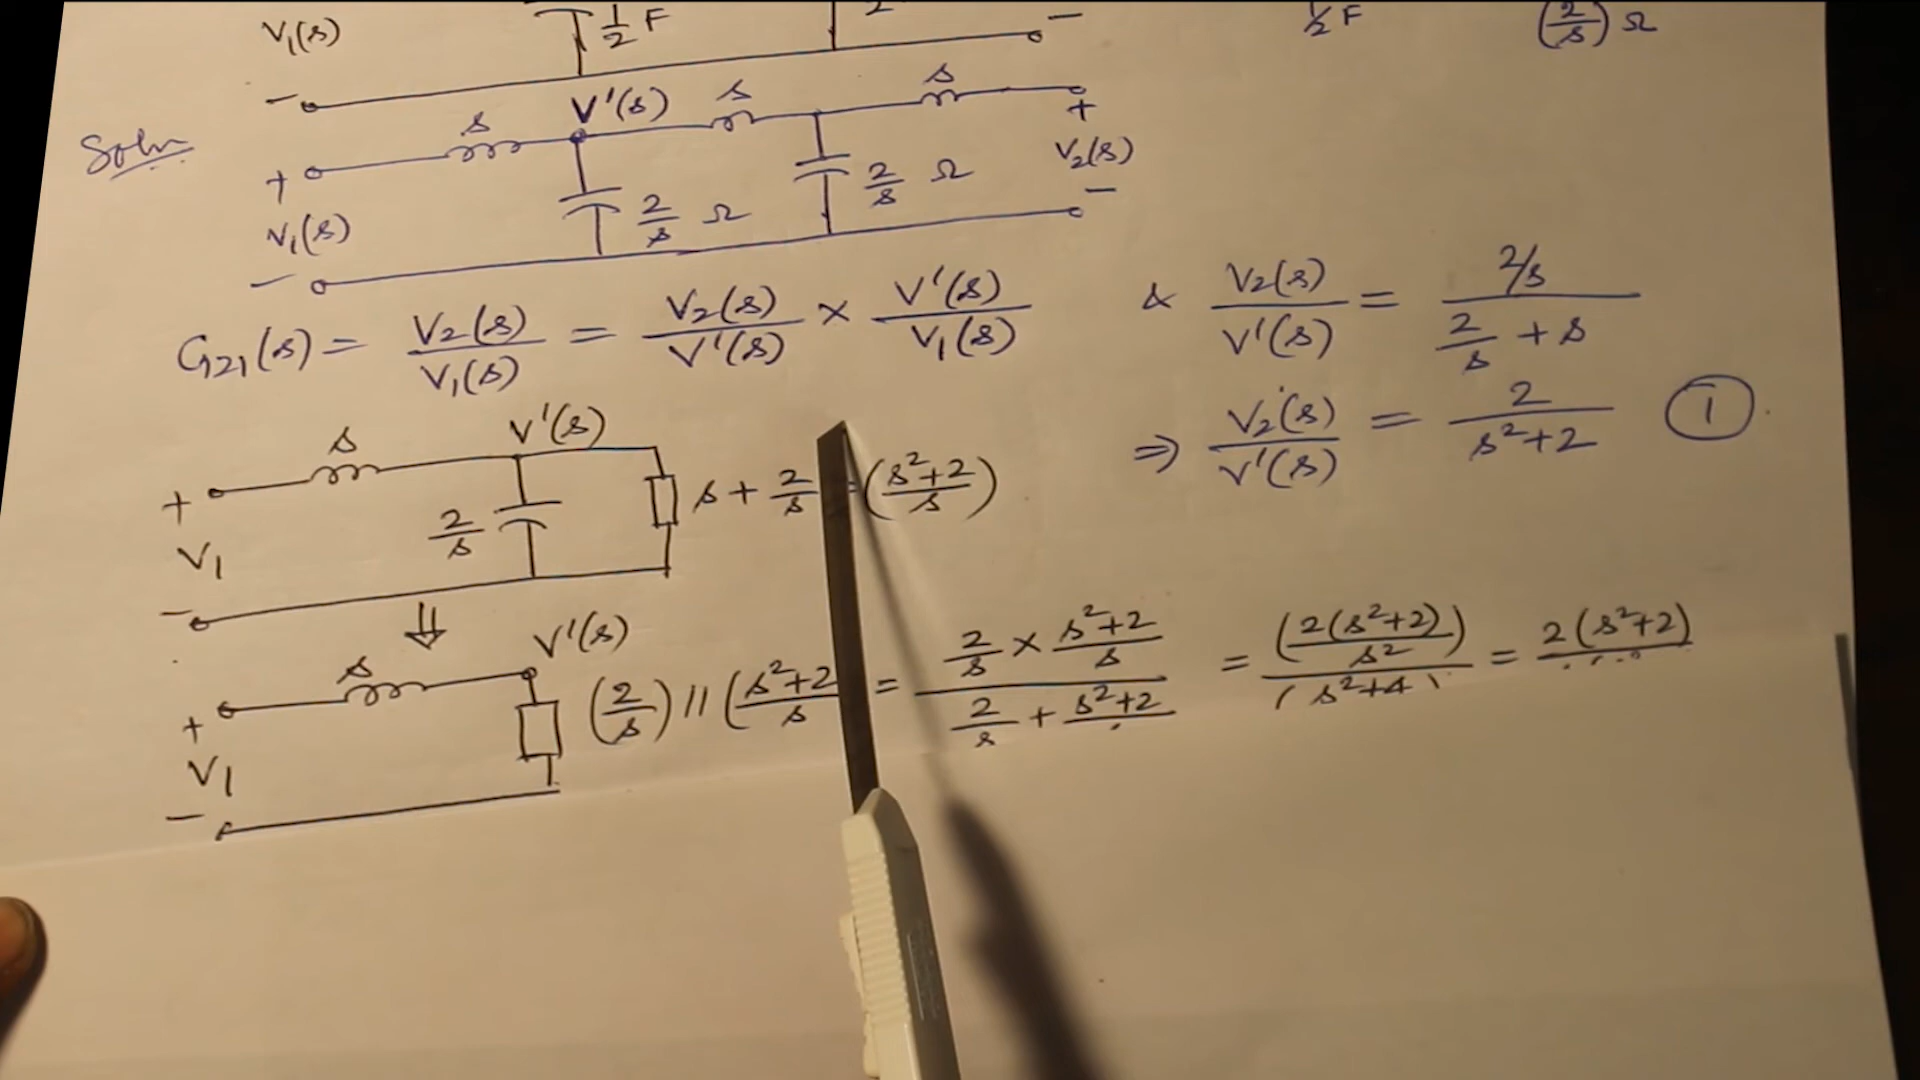 V₁(s) ½ F 2 ½ F (2/s) Ω
Soln
s V'(s) s s
+ +
V₁(s) 2/s Ω 2/s Ω V₂(s)
- -
G₂₁(s) = V₂(s)/V₁(s) = V₂(s)/V'(s) × V'(s)/V₁(s) & V₂(s)/V'(s) = (2/s)/(2/s + s)
⇒ V₂(s)/V'(s) = 2/(s²+2) ①
s V'(s)
+ V₁ - 2/s s + 2/s = ((s²+2)/s)
⇓
s V'(s)
+ V₁ - (2/s) // (s²+2/s = (2/s × (s²+2)/s)/(2/s + s²+2 = (2(s²+2)/s²)/(s²+4) = 2(s²+2)